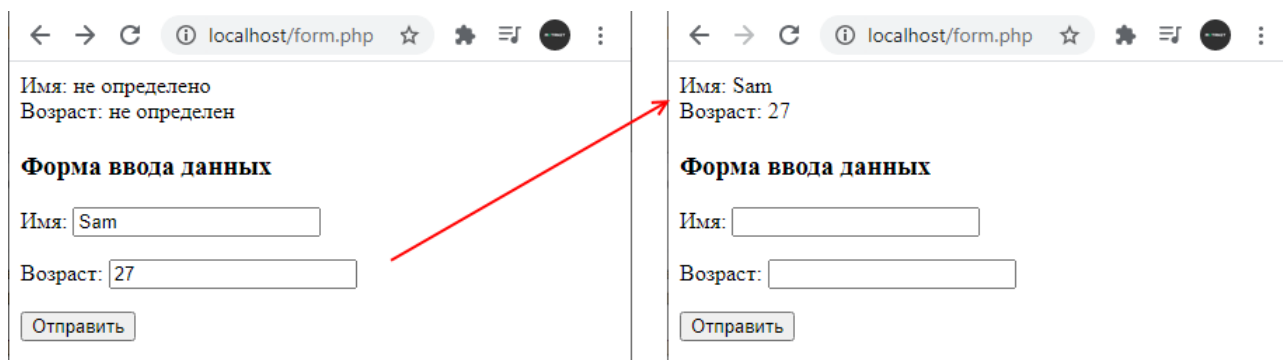 localhost/form.php
Имя: не определено
Возраст: не определен
Форма ввода данных
Имя: Sam
Возраст: 27
Отправить
localhost/form.php
Имя: Sam
Возраст: 27
Форма ввода данных
Имя:
Возраст:
Отправить